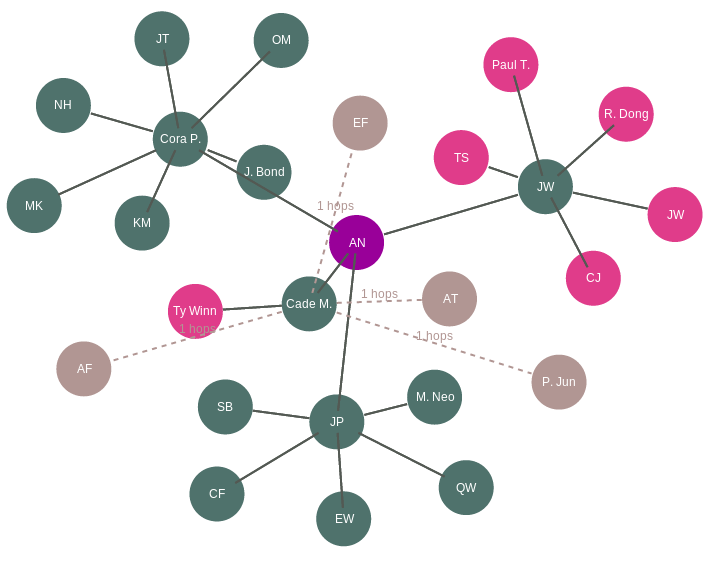 JT
OM
Paul T.
NH
EF
R. Dong
Cora P.
TS
J. Bond
JW
MK
1 hops
JW
KM
AN
CJ
1 hops
AT
Cade M.
Ty Winn
1 hops
1 hops
AF
P. Jun
M. Neo
SB
JP
QW
CF
EW